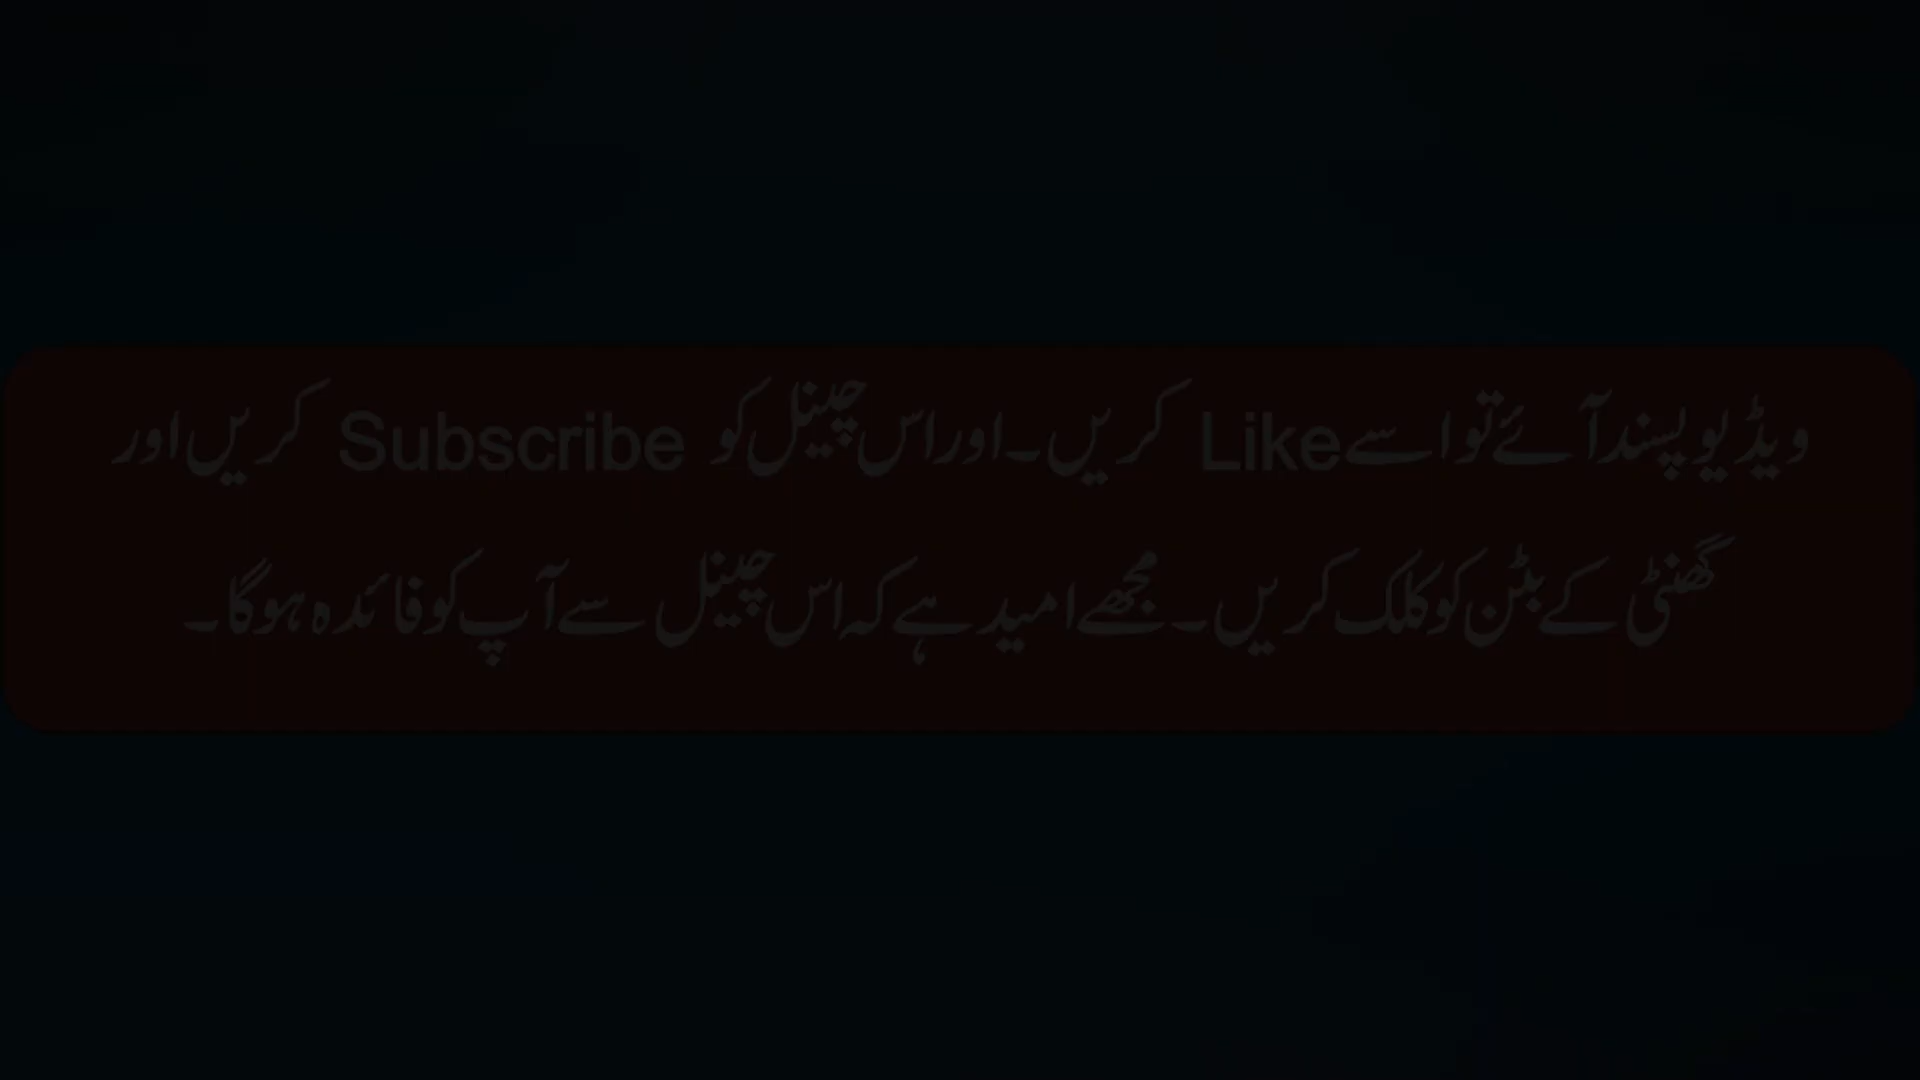 ویڈیو پسند آئے تو اسے Like کریں۔ اور اس چینل کو Subscribe کریں اور
گھنٹی کے بٹن کو کلک کریں۔ مجھے امید ہے کہ اس چینل سے آپ کو فائدہ ہوگا۔